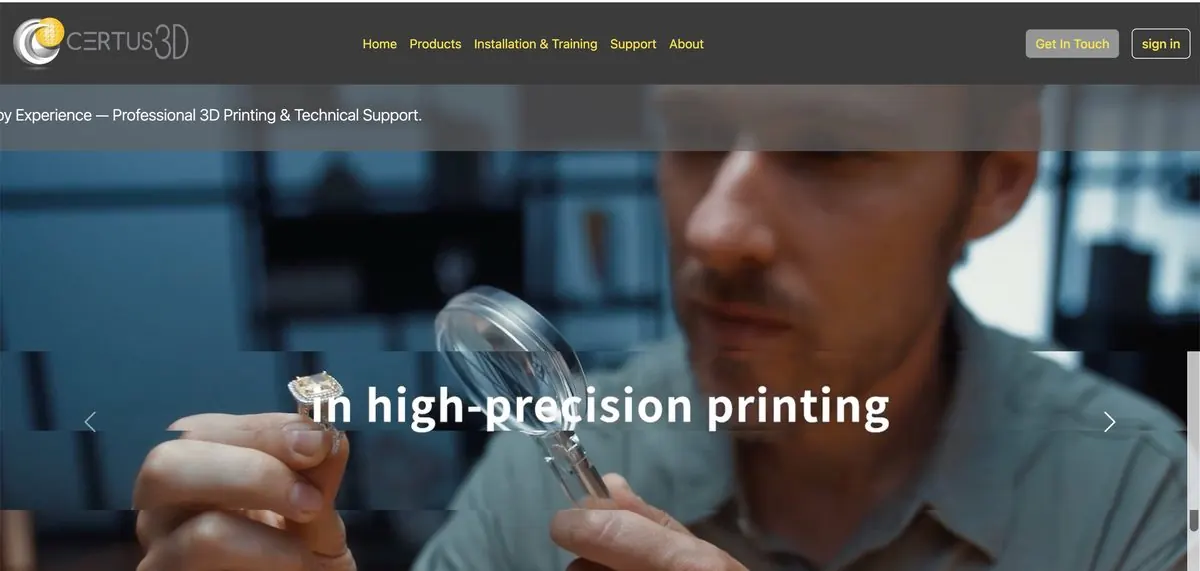 CERTUS3D
Home Products Installation & Training Support About
Get In Touch sign in
by Experience — Professional 3D Printing & Technical Support.
in high-precision printing